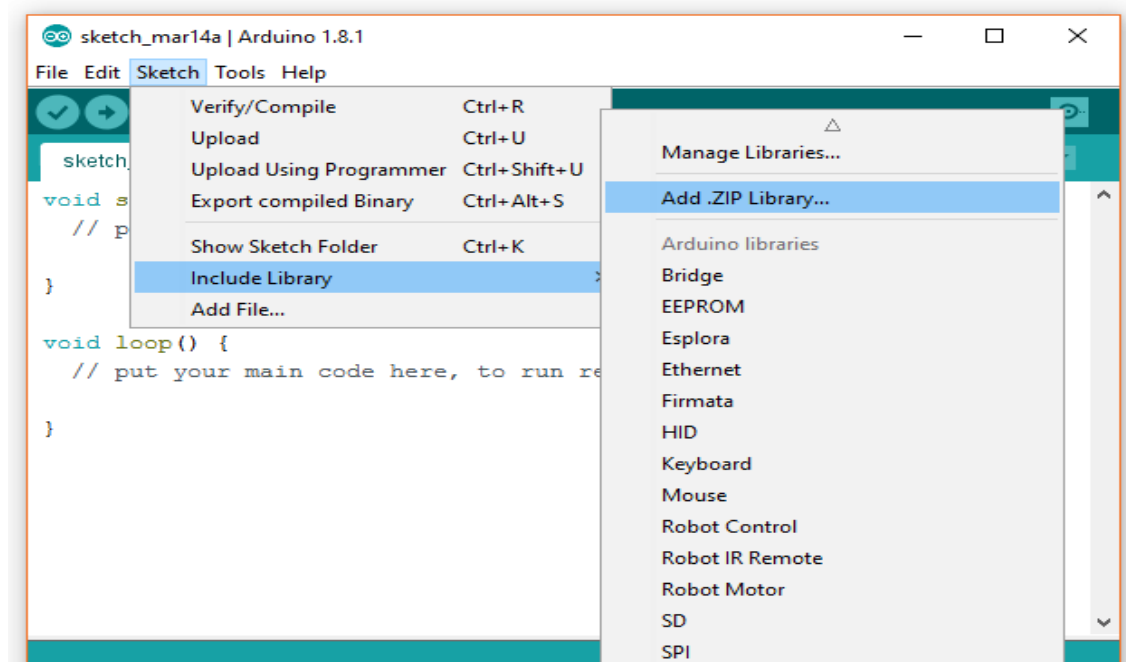 sketch_mar14a | Arduino 1.8.1
File Edit Sketch Tools Help
Verify/Compile Ctrl+R
Upload Ctrl+U
Upload Using Programmer Ctrl+Shift+U
Export compiled Binary Ctrl+Alt+S
Show Sketch Folder Ctrl+K
Include Library
Add File...
Manage Libraries...
Add .ZIP Library...
Arduino libraries
Bridge
EEPROM
Esplora
Ethernet
Firmata
HID
Keyboard
Mouse
Robot Control
Robot IR Remote
Robot Motor
SD
SPI
sketch_
void s
// p
}
void loop() {
// put your main code here, to run re
}